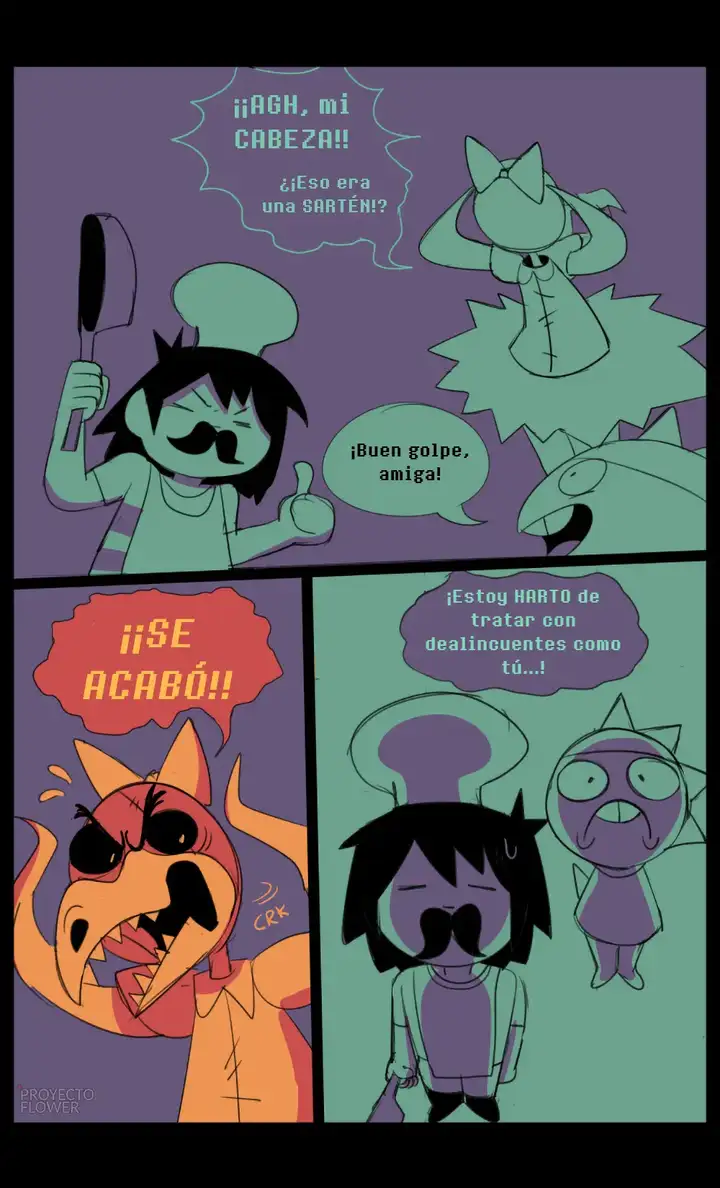 ¡¡AGH, mi
CABEZA!!
¿¡Eso era
una SARTÉN!?
¡Buen golpe,
amiga!
¡¡SE
ACABÓ!!
CRK
¡Estoy HARTO de
tratar con
dealincuentes como
tú...!
PROYECTO
FLOWER